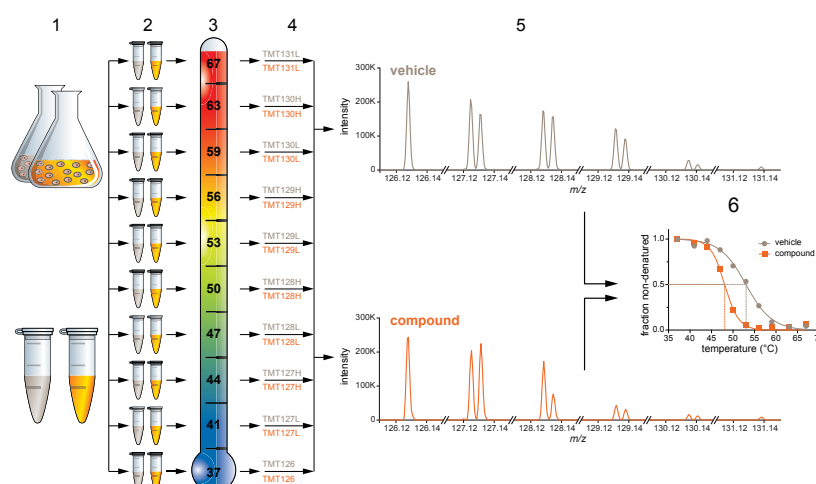 1 2 3 4 5
67
63
59
56
53
50
47
44
41
37
TMT131L
TMT131L
TMT130H
TMT130H
TMT130L
TMT130L
TMT129H
TMT129H
TMT129L
TMT129L
TMT128H
TMT128H
TMT128L
TMT128L
TMT127H
TMT127H
TMT127L
TMT127L
TMT126
TMT126
vehicle
300K
200K
100K
0
intensity
126.12 126.14 127.12 127.14 128.12 128.14 129.12 129.14 130.12 130.14 131.12 131.14
m/z
compound
300K
200K
100K
0
intensity
126.12 126.14 127.12 127.14 128.12 128.14 129.12 129.14 130.12 130.14 131.12 131.14
m/z
6
vehicle
compound
fraction non-denatured
1.0
0.5
0.0
35 40 45 50 55 60 65
temperature (°C)